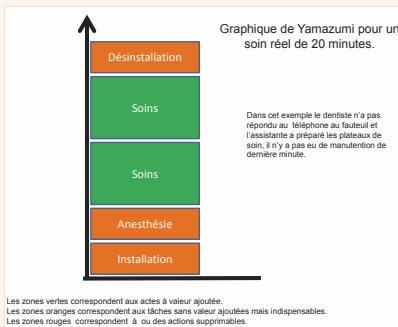 Graphique de Yamazumi pour un
soin réel de 20 minutes.
Désinstallation
Soins
Dans cet exemple le dentiste n'a pas
répondu au téléphone au fauteuil et
l'assistante a préparé les plateaux de
soin, il n'y a pas eu de manutention de
dernière minute.
Soins
Anesthésie
Installation
Les zones vertes correspondent aux actes à valeur ajoutée.
Les zones oranges correspondent aux tâches sans valeur ajoutées mais indispensables.
Les zones rouges correspondent à ou des actions supprimables.